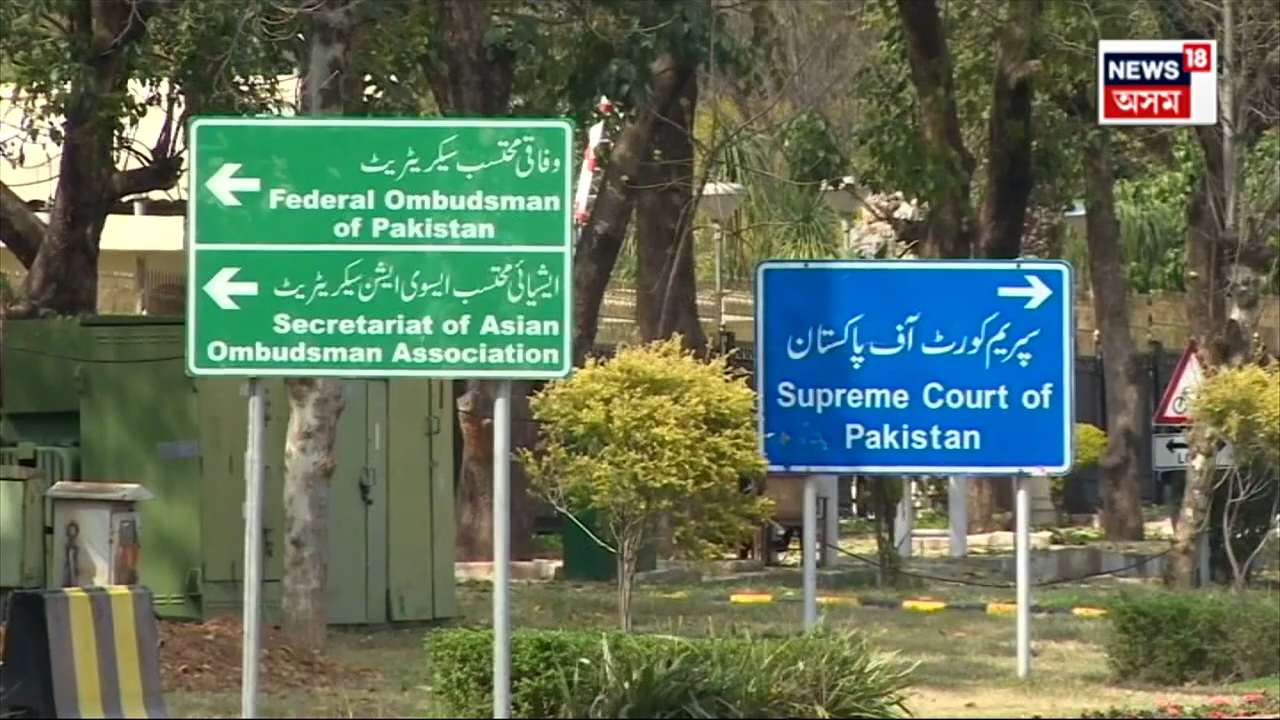 وفاقی محتسب سیکریٹریٹ
Federal Ombudsman
of Pakistan
ایشیائی محتسب ایسوی ایشن سیکریٹریٹ
Secretariat of Asian
Ombudsman Association
سپریم کورٹ آف پاکستان
Supreme Court of
Pakistan
NEWS 18
অসম